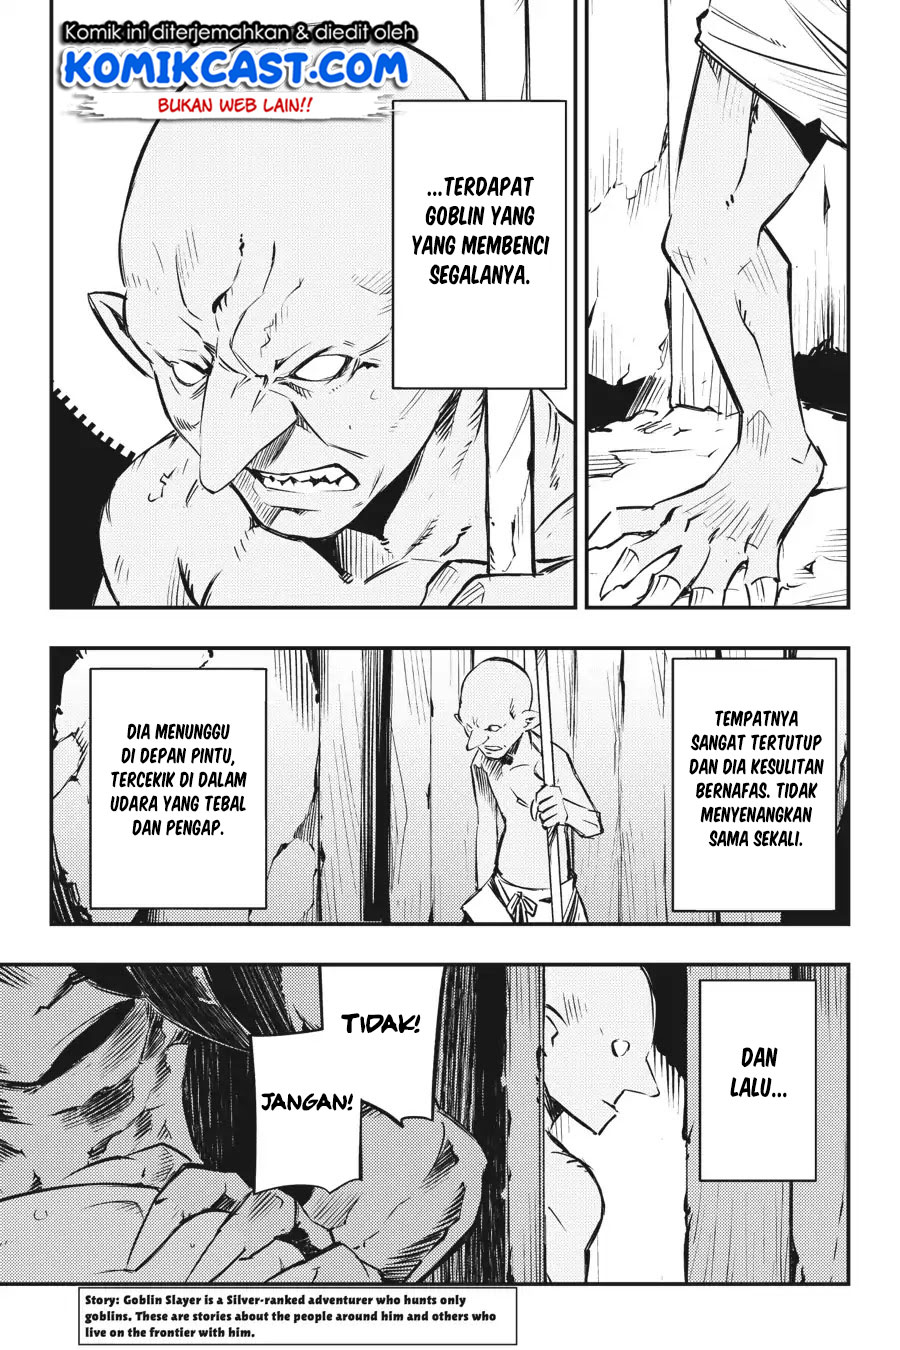 Komik ini diterjemahkan & diedit oleh
KOMIKCAST.COM
BUKAN WEB LAIN!!
...TERDAPAT
GOBLIN YANG
YANG MEMBENCI
SEGALANYA.
TEMPATNYA
SANGAT TERTUTUP
DAN DIA KESULITAN
BERNAFAS. TIDAK
MENYENANGKAN
SAMA SEKALI.
DIA MENUNGGU
DI DEPAN PINTU,
TERCEKIK DI DALAM
UDARA YANG TEBAL
DAN PENGAP.
DAN
LALU...
TIDAK!
JANGAN!
Story: Goblin Slayer is a Silver-ranked adventurer who hunts only
goblins. These are stories about the people around him and others who
live on the frontier with him.